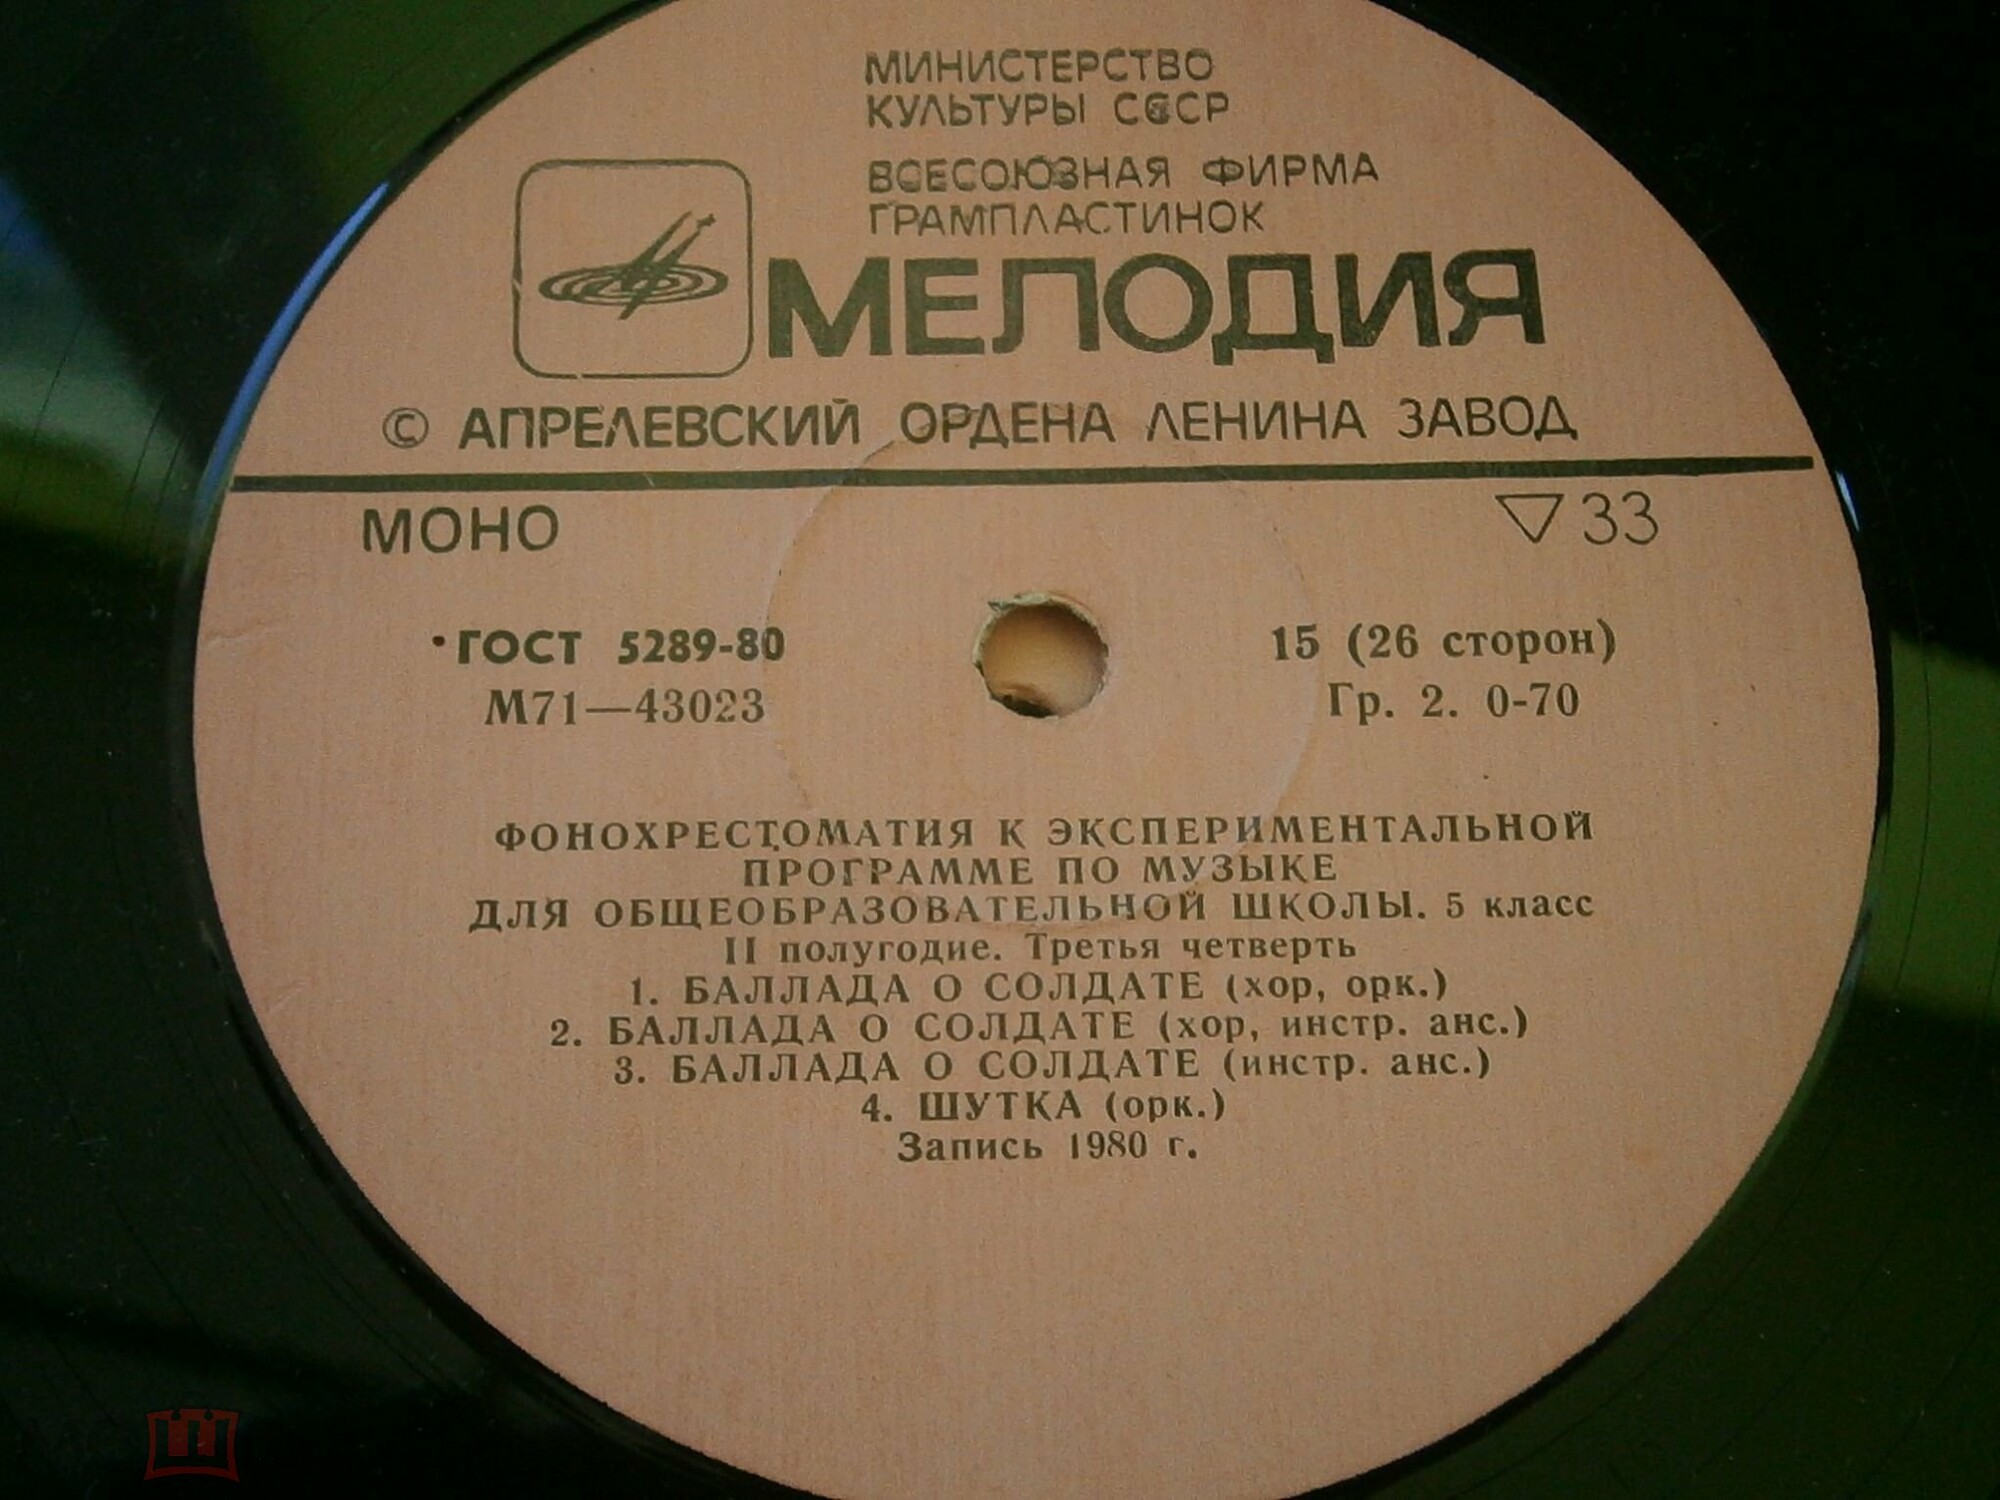 МИНИСТЕРСТВО
КУЛЬТУРЫ СССР
ВСЕСОЮЗНАЯ ФИРМА
ГРАМПЛАСТИНОК
МЕЛОДИЯ
© АПРЕЛЕВСКИЙ ОРДЕНА ЛЕНИНА ЗАВОД
МОНО ▽33
ГОСТ 5289-80 15 (26 сторон)
М71—43023 Гр. 2. 0-70
ФОНОХРЕСТОМАТИЯ К ЭКСПЕРИМЕНТАЛЬНОЙ
ПРОГРАММЕ ПО МУЗЫКЕ
ДЛЯ ОБЩЕОБРАЗОВАТЕЛЬНОЙ ШКОЛЫ. 5 класс
II полугодие. Третья четверть
1. БАЛЛАДА О СОЛДАТЕ (хор, орк.)
2. БАЛЛАДА О СОЛДАТЕ (хор, инстр. анс.)
3. БАЛЛАДА О СОЛДАТЕ (инстр. анс.)
4. ШУТКА (орк.)
Запись 1980 г.